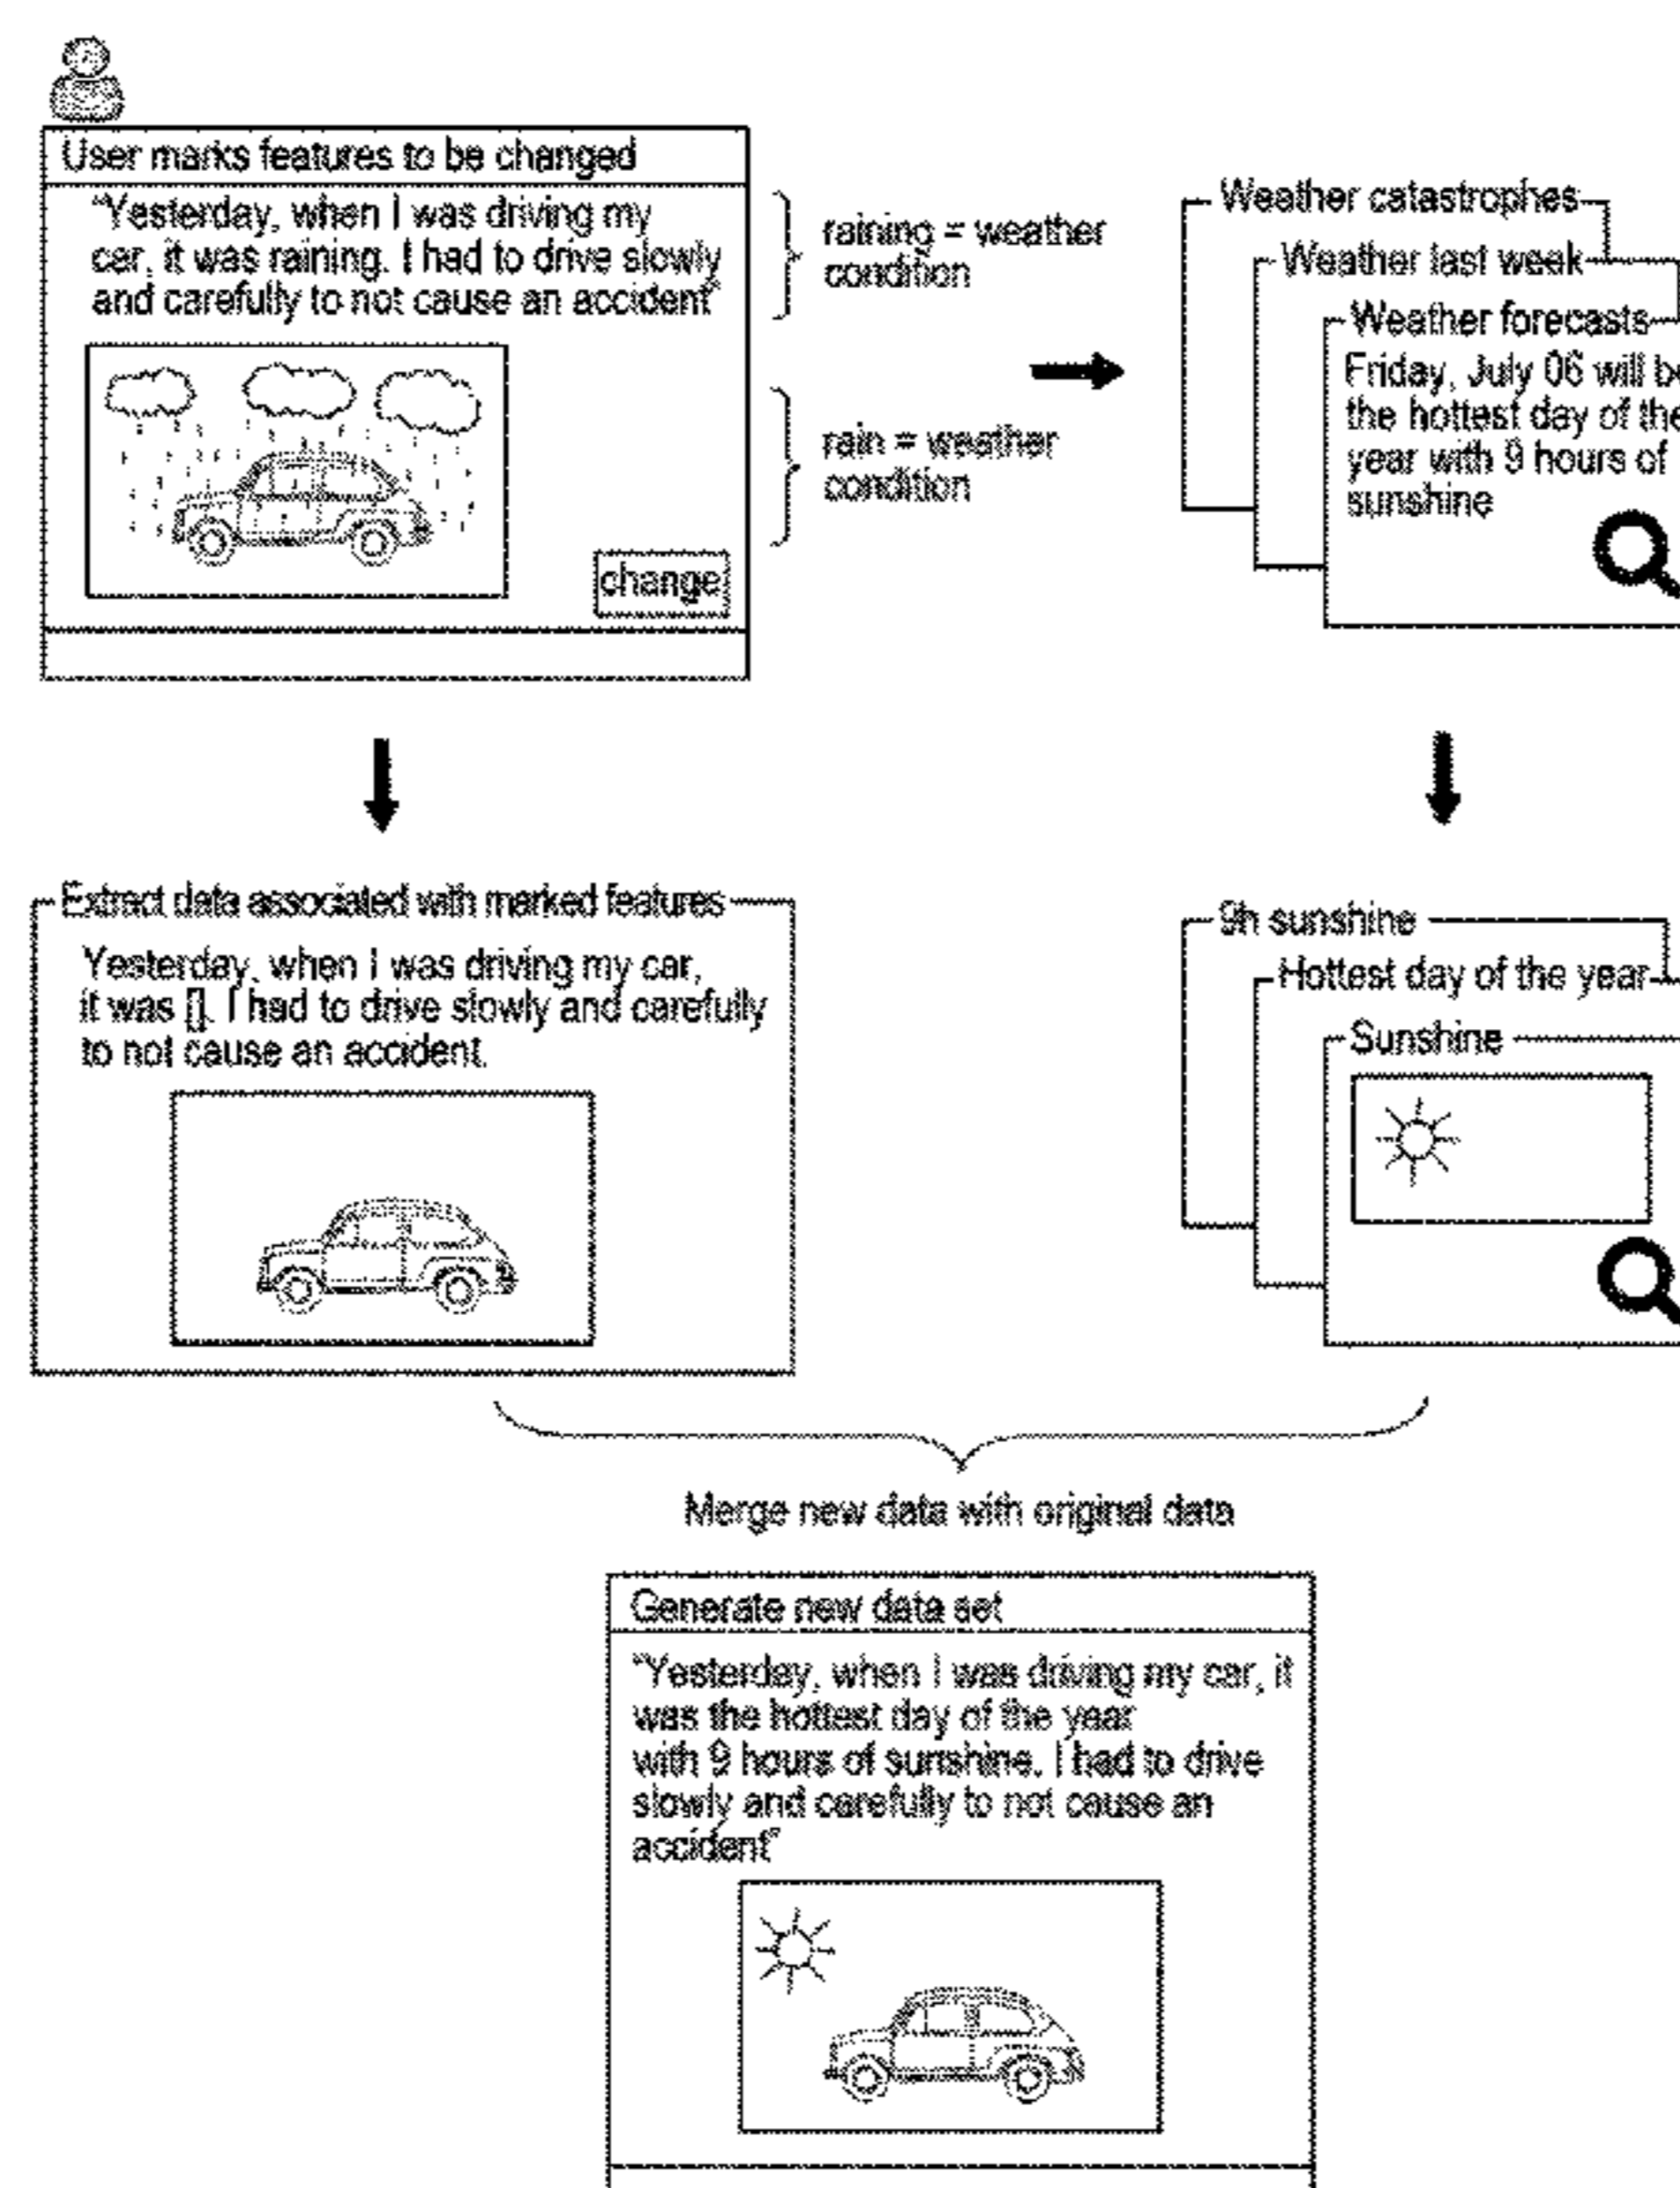 User marks features to be changed
"Yesterday, when I was driving my
car, it was raining. I had to drive slowly
and carefully to not cause an accident"
change
raining = weather
condition
rain = weather
condition
Weather catastrophes
Weather last week
Weather forecasts
Friday, July 06 will be
the hottest day of the
year with 9 hours of
sunshine
Extract data associated with marked features
Yesterday, when I was driving my car,
it was []. I had to drive slowly and carefully
to not cause an accident.
9h sunshine
Hottest day of the year
Sunshine
Merge new data with original data
Generate new data set
"Yesterday, when I was driving my car, it
was the hottest day of the year
with 9 hours of sunshine. I had to drive
slowly and carefully to not cause an
accident"